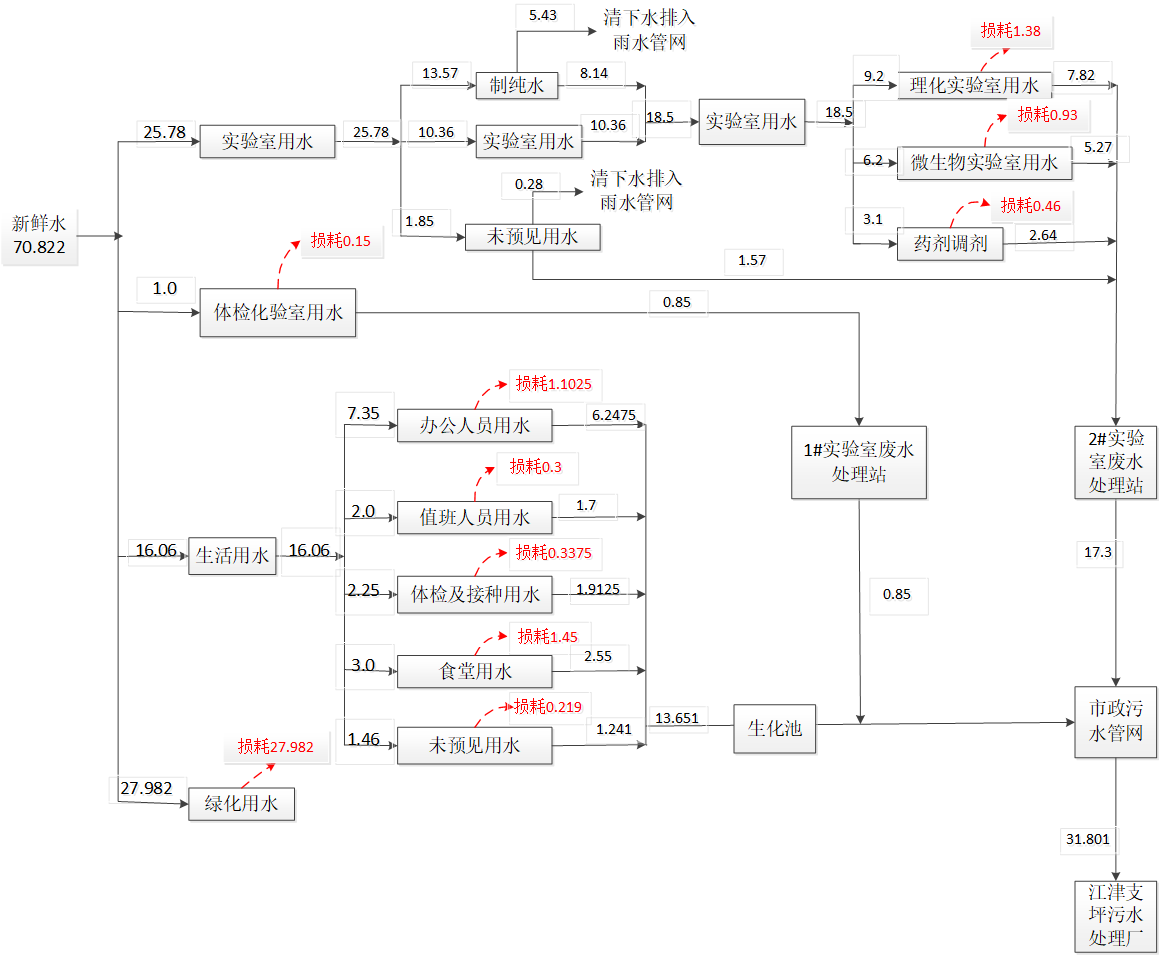 5.43
清下水排入
雨水管网
损耗1.38
13.57
制纯水
8.14
9.2
理化实验室用水
7.82
25.78
实验室用水
25.78
10.36
实验室用水
10.36
18.5
实验室用水
18.5
损耗0.93
6.2
微生物实验室用水
5.27
0.28
清下水排入
雨水管网
1.85
未预见用水
3.1
药剂调剂
损耗0.46
2.64
新鲜水
70.822
损耗0.15
1.57
1.0
体检化验室用水
0.85
损耗1.1025
7.35
办公人员用水
6.2475
1#实验室废水
处理站
2#实验
室废水
处理站
损耗0.3
2.0
值班人员用水
1.7
16.06
生活用水
16.06
损耗0.3375
17.3
2.25
体检及接种用水
1.9125
0.85
损耗1.45
3.0
食堂用水
2.55
损耗0.219
1.46
未预见用水
1.241
13.651
生化池
市政污
水管网
损耗27.982
27.982
绿化用水
31.801
江津支
坪污水
处理厂